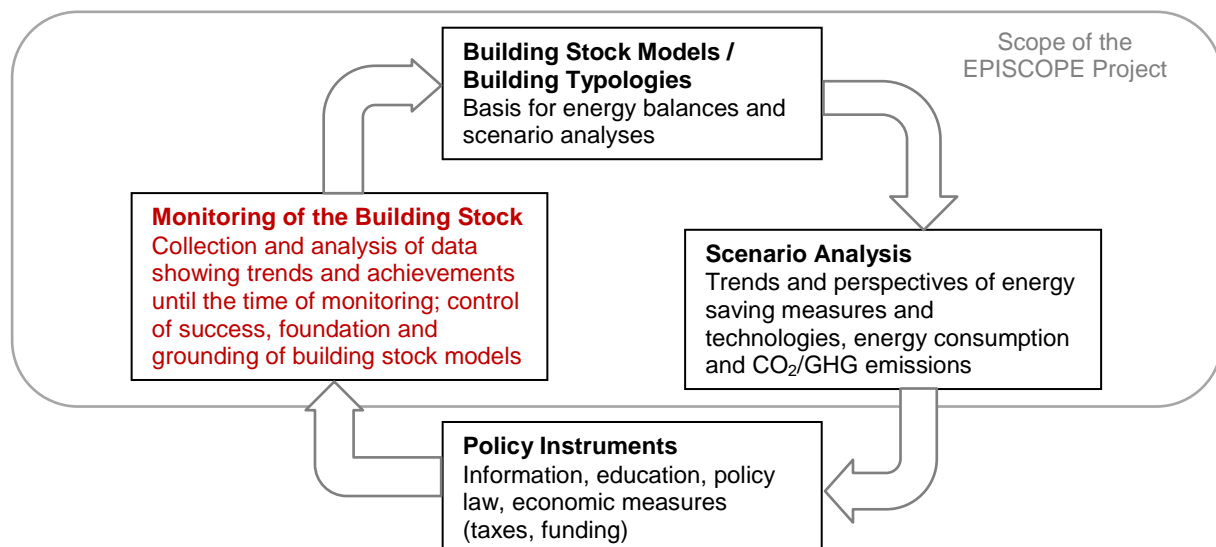 Building Stock Models /
Building Typologies
Basis for energy balances and
scenario analyses
Scope of the
EPISCOPE Project
Monitoring of the Building Stock
Collection and analysis of data
showing trends and achievements
until the time of monitoring; control
of success, foundation and
grounding of building stock models
Scenario Analysis
Trends and perspectives of energy
saving measures and
technologies, energy consumption
and CO₂/GHG emissions
Policy Instruments
Information, education, policy
law, economic measures
(taxes, funding)